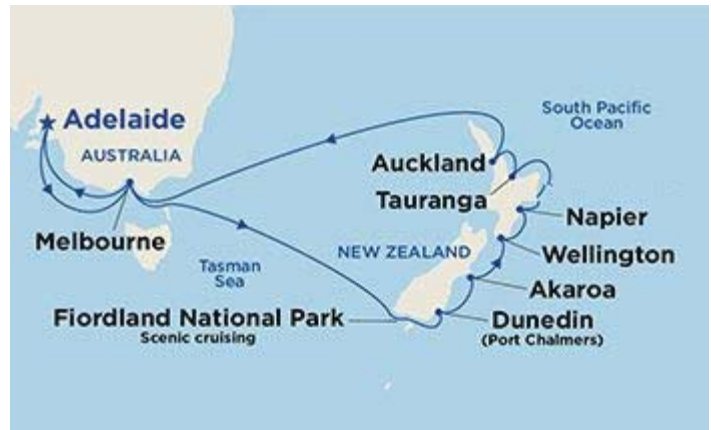 South Pacific
Ocean
Adelaide
AUSTRALIA
Auckland
Tauranga
Napier
Melbourne
NEW ZEALAND
Wellington
Tasman
Sea
Akaroa
Fiordland National Park
Scenic cruising
Dunedin
(Port Chalmers)